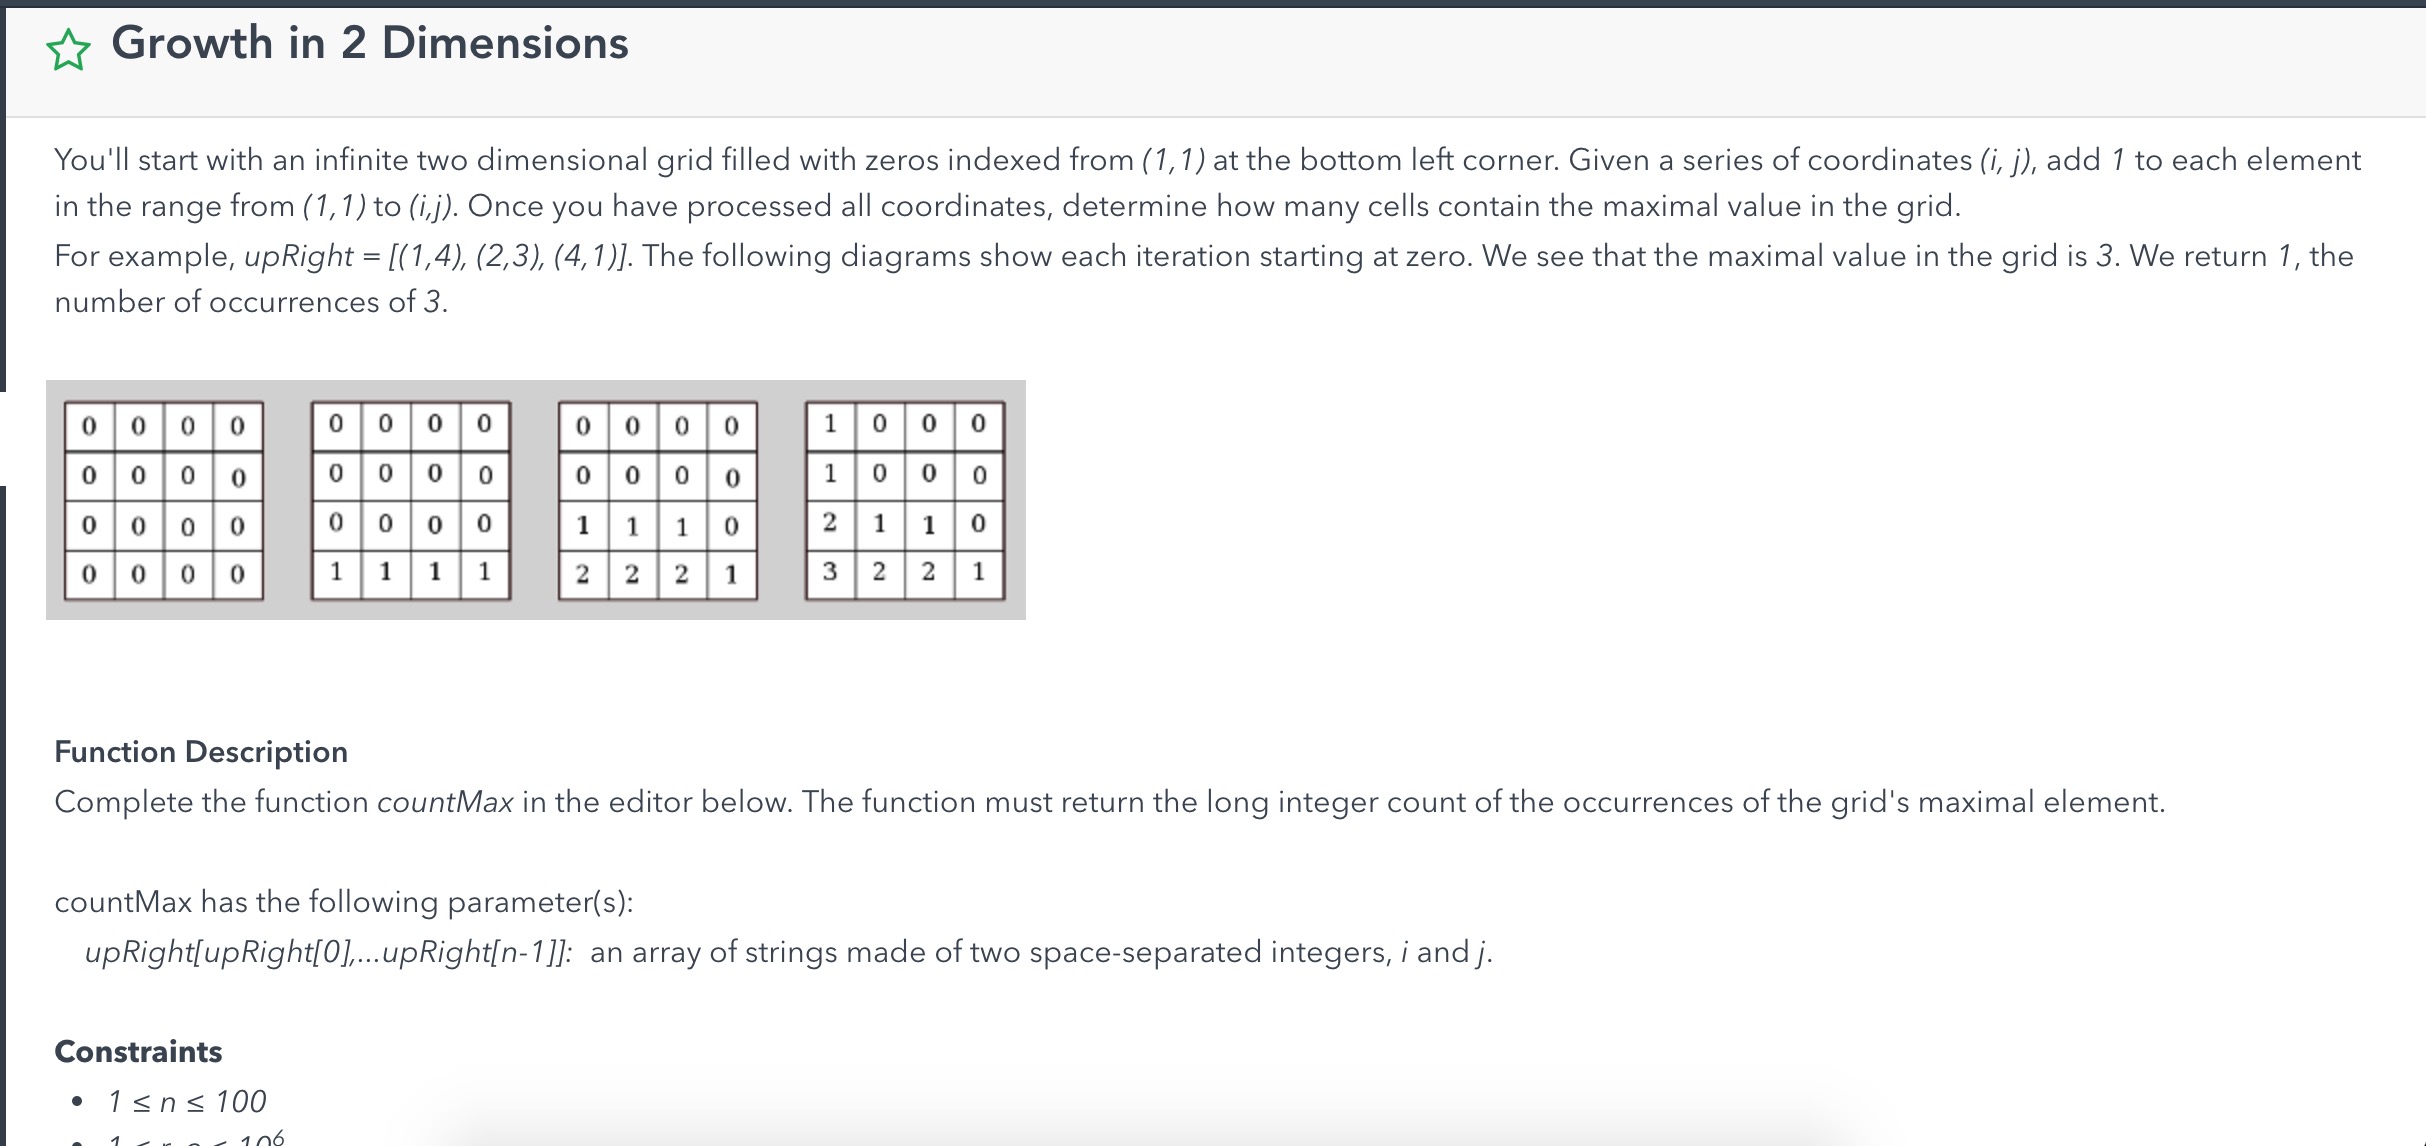 Growth in 2 Dimensions
You'll start with an infinite two dimensional grid filled with zeros indexed from (1,1) at the bottom left corner. Given a series of coordinates (i, j), add 1 to each element
in the range from (1,1) to (i,j). Once you have processed all coordinates, determine how many cells contain the maximal value in the grid.
For example, upRight = [(1,4), (2,3), (4,1)]. The following diagrams show each iteration starting at zero. We see that the maximal value in the grid is 3. We return 1, the
number of occurrences of 3.
0 0 0 0
0 0 0 0
0 0 0 0
0 0 0 0
0 0 0 0
0 0 0 0
0 0 0 0
1 1 1 1
0 0 0 0
0 0 0 0
1 1 1 0
2 2 2 1
1 0 0 0
1 0 0 0
2 1 1 0
3 2 2 1
Function Description
Complete the function countMax in the editor below. The function must return the long integer count of the occurrences of the grid's maximal element.
countMax has the following parameter(s):
upRight[upRight[0],...upRight[n-1]]: an array of strings made of two space-separated integers, i and j.
Constraints
• 1 ≤ n ≤ 100